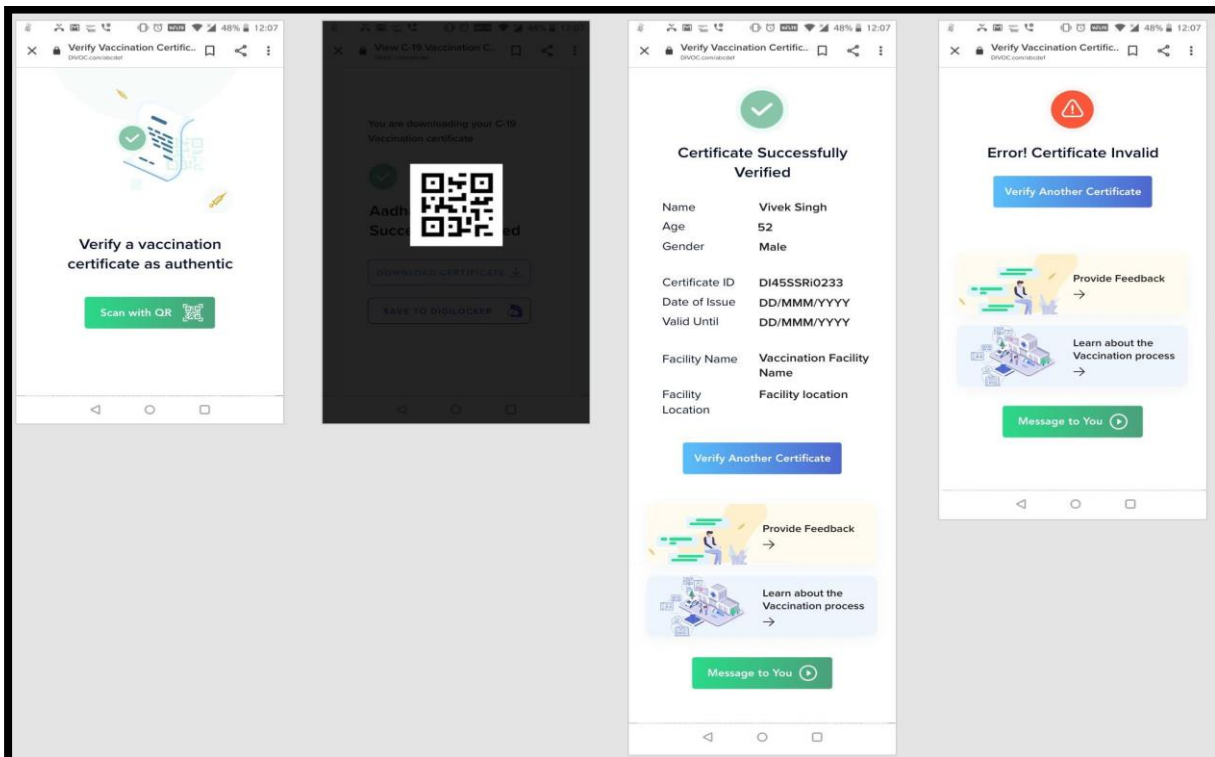 48% 12:07
Verify Vaccination Certific..
DIVOC.com/abcdef
Verify a vaccination
certificate as authentic
Scan with QR
48% 12:07
View C-19 Vaccination C..
You are downloading your C-19
Vaccination certificate
Aadh
Succe ed
DOWNLOAD CERTIFICATE
SAVE TO DIGILOCKER
48% 12:07
Verify Vaccination Certific..
DIVOC.com/abcdef
Certificate Successfully
Verified
Name Vivek Singh
Age 52
Gender Male
Certificate ID DI45SSRi0233
Date of Issue DD/MMM/YYYY
Valid Until DD/MMM/YYYY
Facility Name Vaccination Facility
Name
Facility Facility location
Location
Verify Another Certificate
Provide Feedback
Learn about the
Vaccination process
Message to You
48% 12:07
Verify Vaccination Certific..
DIVOC.com/abcdef
Error! Certificate Invalid
Verify Another Certificate
Provide Feedback
Learn about the
Vaccination process
Message to You